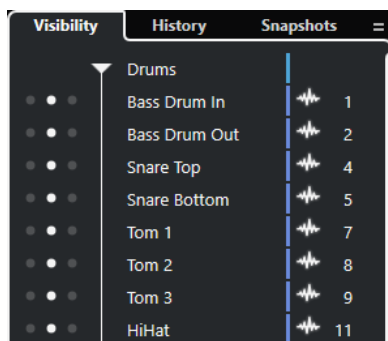 Visibility History Snapshots
Drums
Bass Drum In 1
Bass Drum Out 2
Snare Top 4
Snare Bottom 5
Tom 1 7
Tom 2 8
Tom 3 9
HiHat 11